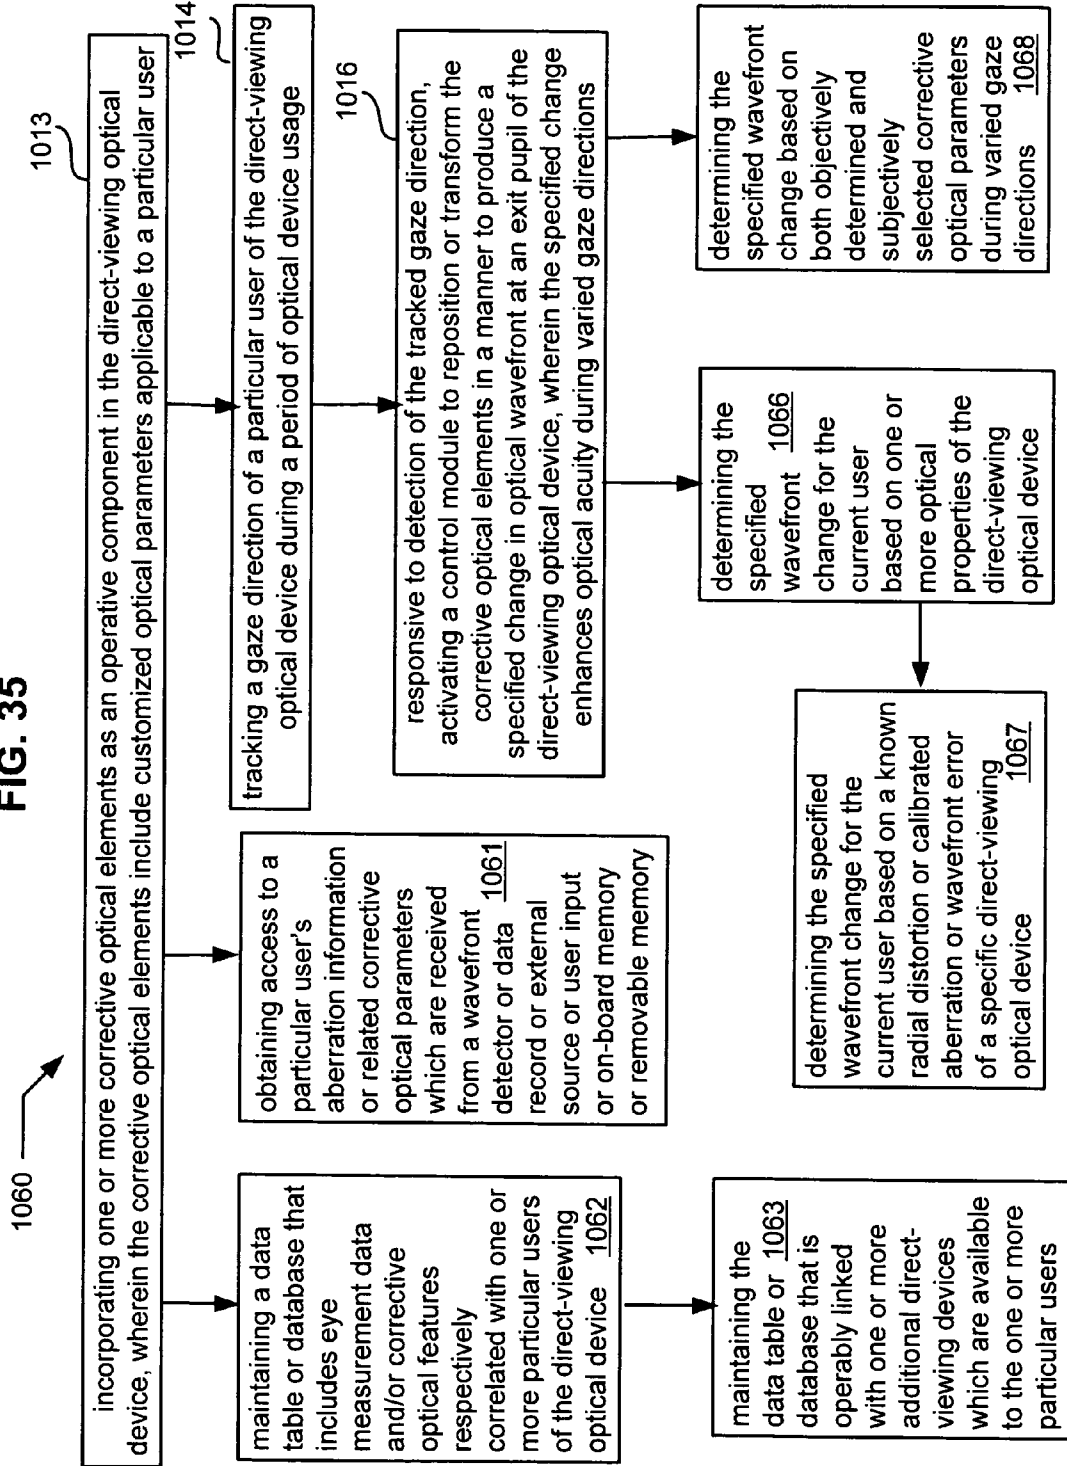 FIG. 35
1060
1013
incorporating one or more corrective optical elements as an operative component in the direct-viewing optical
device, wherein the corrective optical elements include customized optical parameters applicable to a particular user
1014
tracking a gaze direction of a particular user of the direct-viewing
optical device during a period of optical device usage
1016
responsive to detection of the tracked gaze direction,
activating a control module to reposition or transform the
corrective optical elements in a manner to produce a
specified change in optical wavefront at an exit pupil of the
direct-viewing optical device, wherein the specified change
enhances optical acuity during varied gaze directions
maintaining a data
table or database that
includes eye
measurement data
and/or corrective
optical features
respectively
correlated with one or
more particular users
of the direct-viewing
optical device 1062
obtaining access to a
particular user's
aberration information
or related corrective
optical parameters
which are received
from a wavefront
detector or data 1061
record or external
source or user input
or on-board memory
or removable memory
maintaining the
data table or 1063
database that is
operably linked
with one or more
additional direct-
viewing devices
which are available
to the one or more
particular users
determining the specified
wavefront change for the
current user based on a known
radial distortion or calibrated
aberration or wavefront error
of a specific direct-viewing
optical device 1067
determining the
specified
wavefront 1066
change for the
current user
based on one or
more optical
properties of the
direct-viewing
optical device
determining the
specified wavefront
change based on
both objectively
determined and
subjectively
selected corrective
optical parameters
during varied gaze
directions 1068